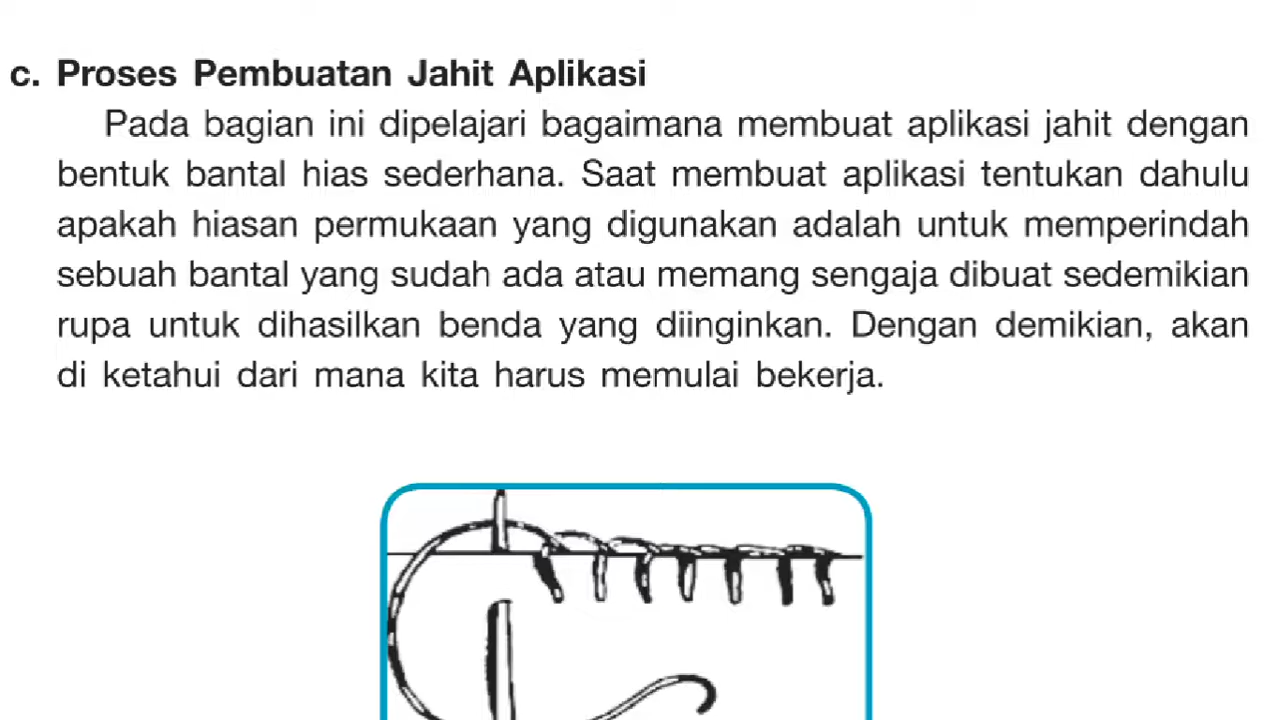 c. Proses Pembuatan Jahit Aplikasi
Pada bagian ini dipelajari bagaimana membuat aplikasi jahit dengan
bentuk bantal hias sederhana. Saat membuat aplikasi tentukan dahulu
apakah hiasan permukaan yang digunakan adalah untuk memperindah
sebuah bantal yang sudah ada atau memang sengaja dibuat sedemikian
rupa untuk dihasilkan benda yang diinginkan. Dengan demikian, akan
di ketahui dari mana kita harus memulai bekerja.